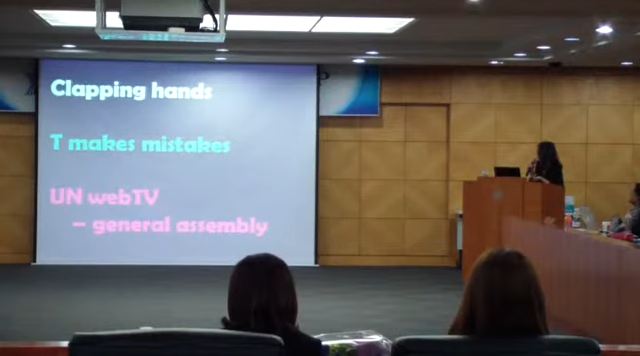 Clapping hands
T makes mistakes
UN webTV
– general assembly